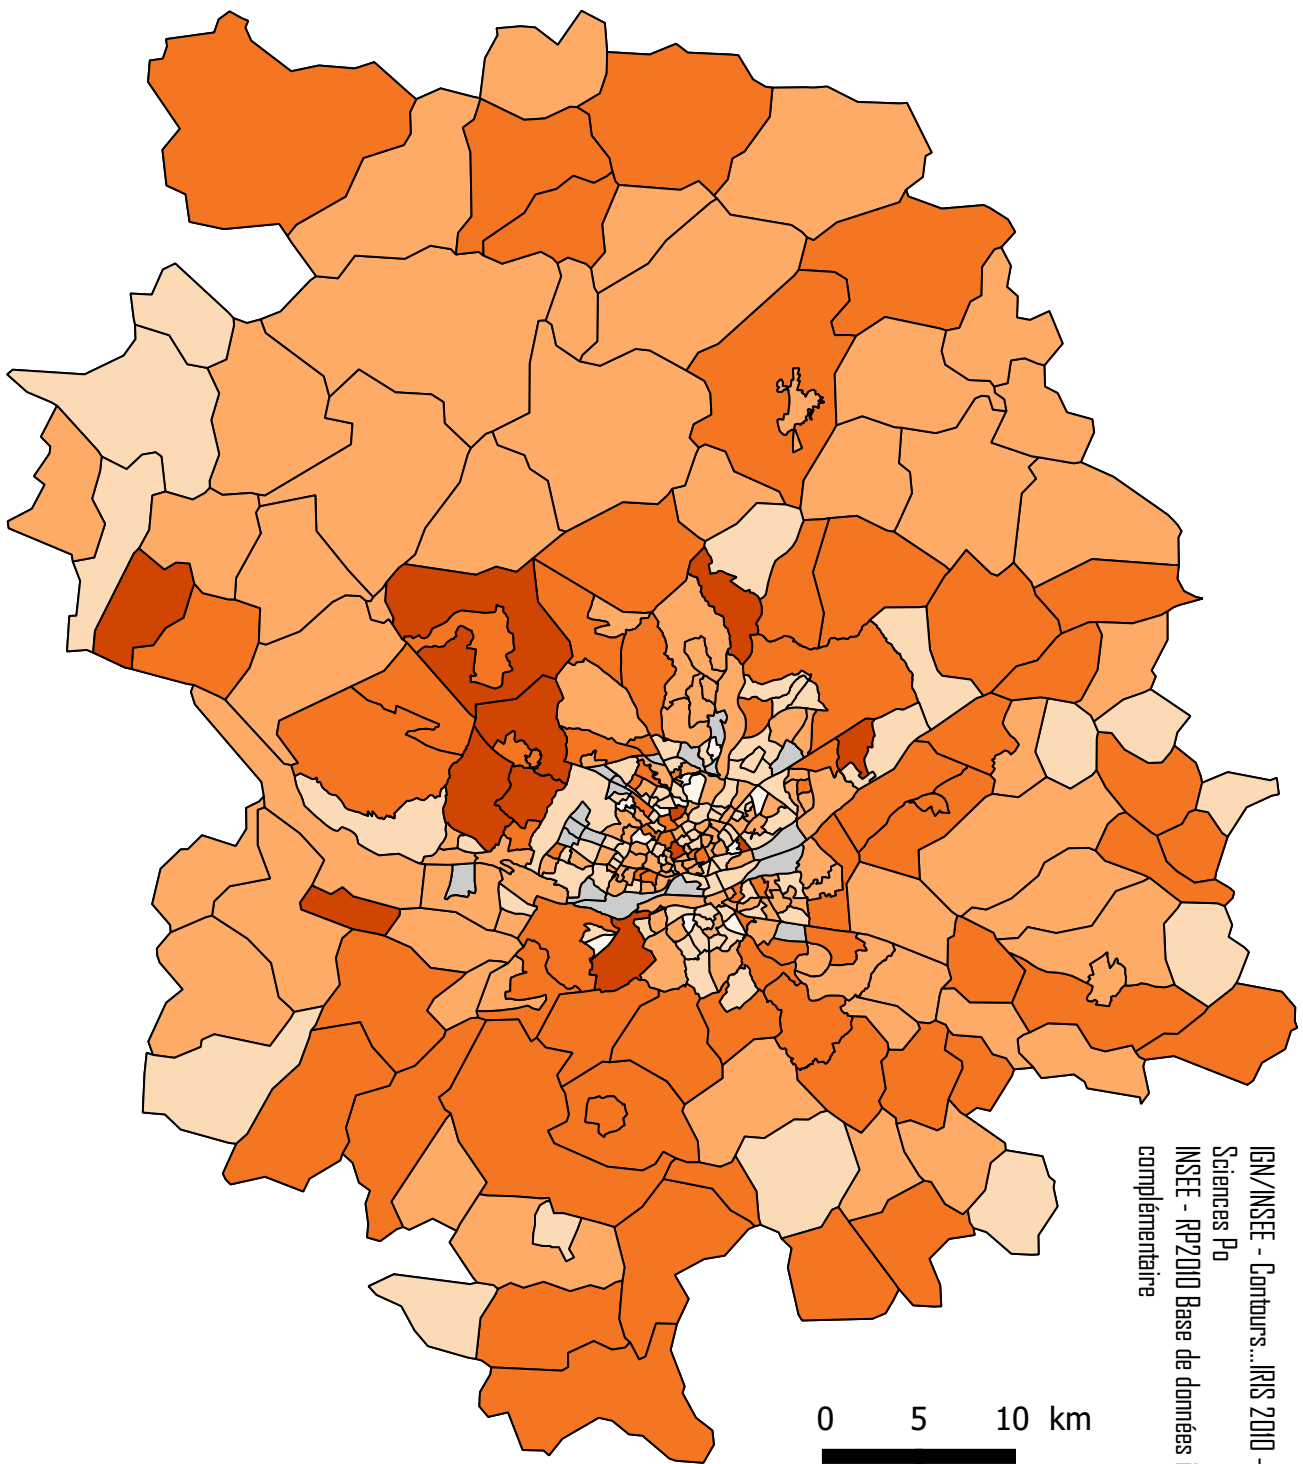 IGN/INSEE - Contours...IRIS 2010 -
Sciences Po
INSEE - RP2010 Base de données
complémentaire
0 5 10 km